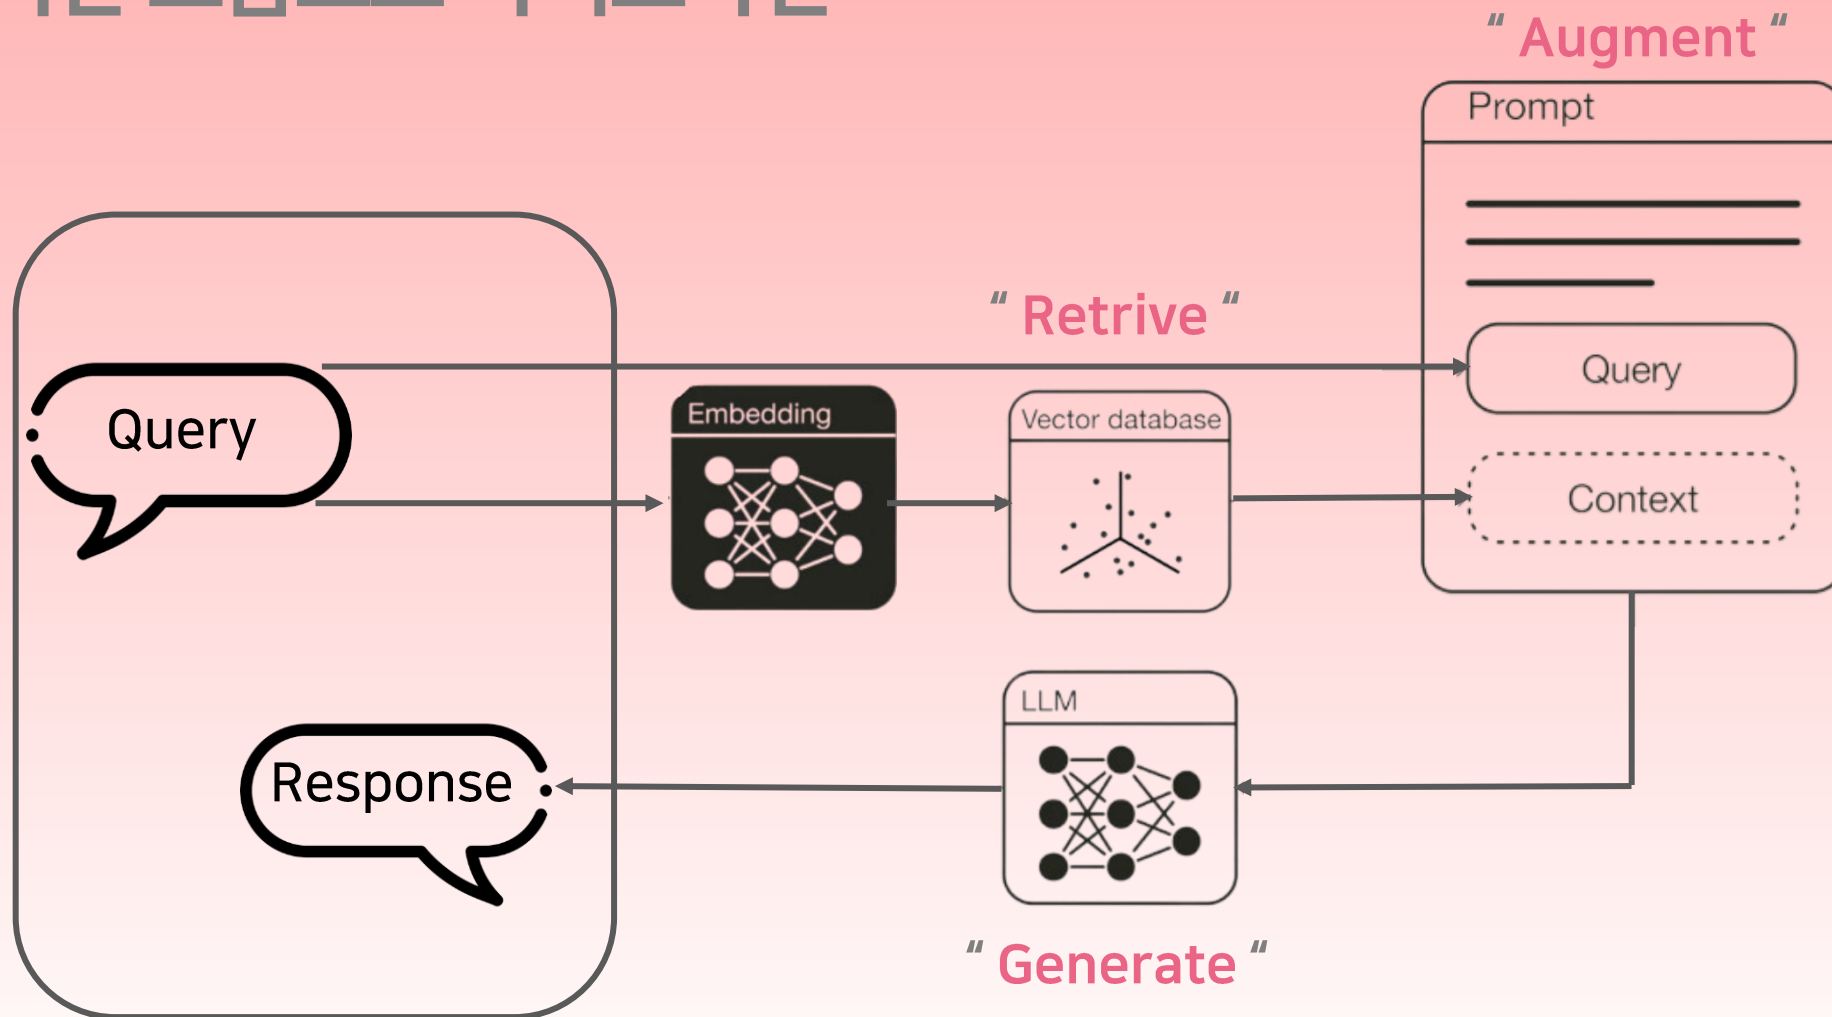 “ Augment “
Prompt
“ Retrive “
Query
Query
Embedding
Vector database
Context
LLM
Response
“ Generate “